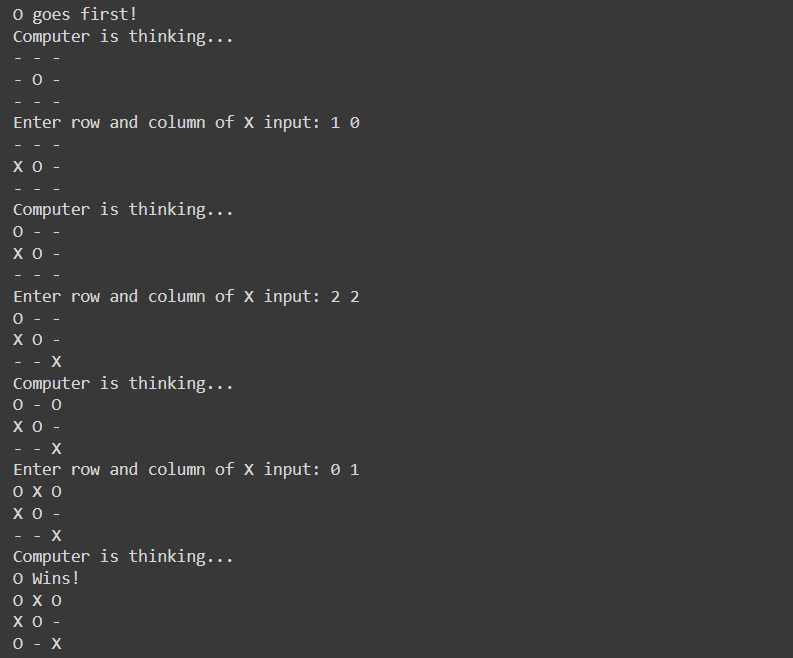 O goes first!
Computer is thinking...
- - -
- O -
- - -
Enter row and column of X input: 1 0
- - -
X O -
- - -
Computer is thinking...
O - -
X O -
- - -
Enter row and column of X input: 2 2
O - -
X O -
- - X
Computer is thinking...
O - O
X O -
- - X
Enter row and column of X input: 0 1
O X O
X O -
- - X
Computer is thinking...
O Wins!
O X O
X O -
O - X